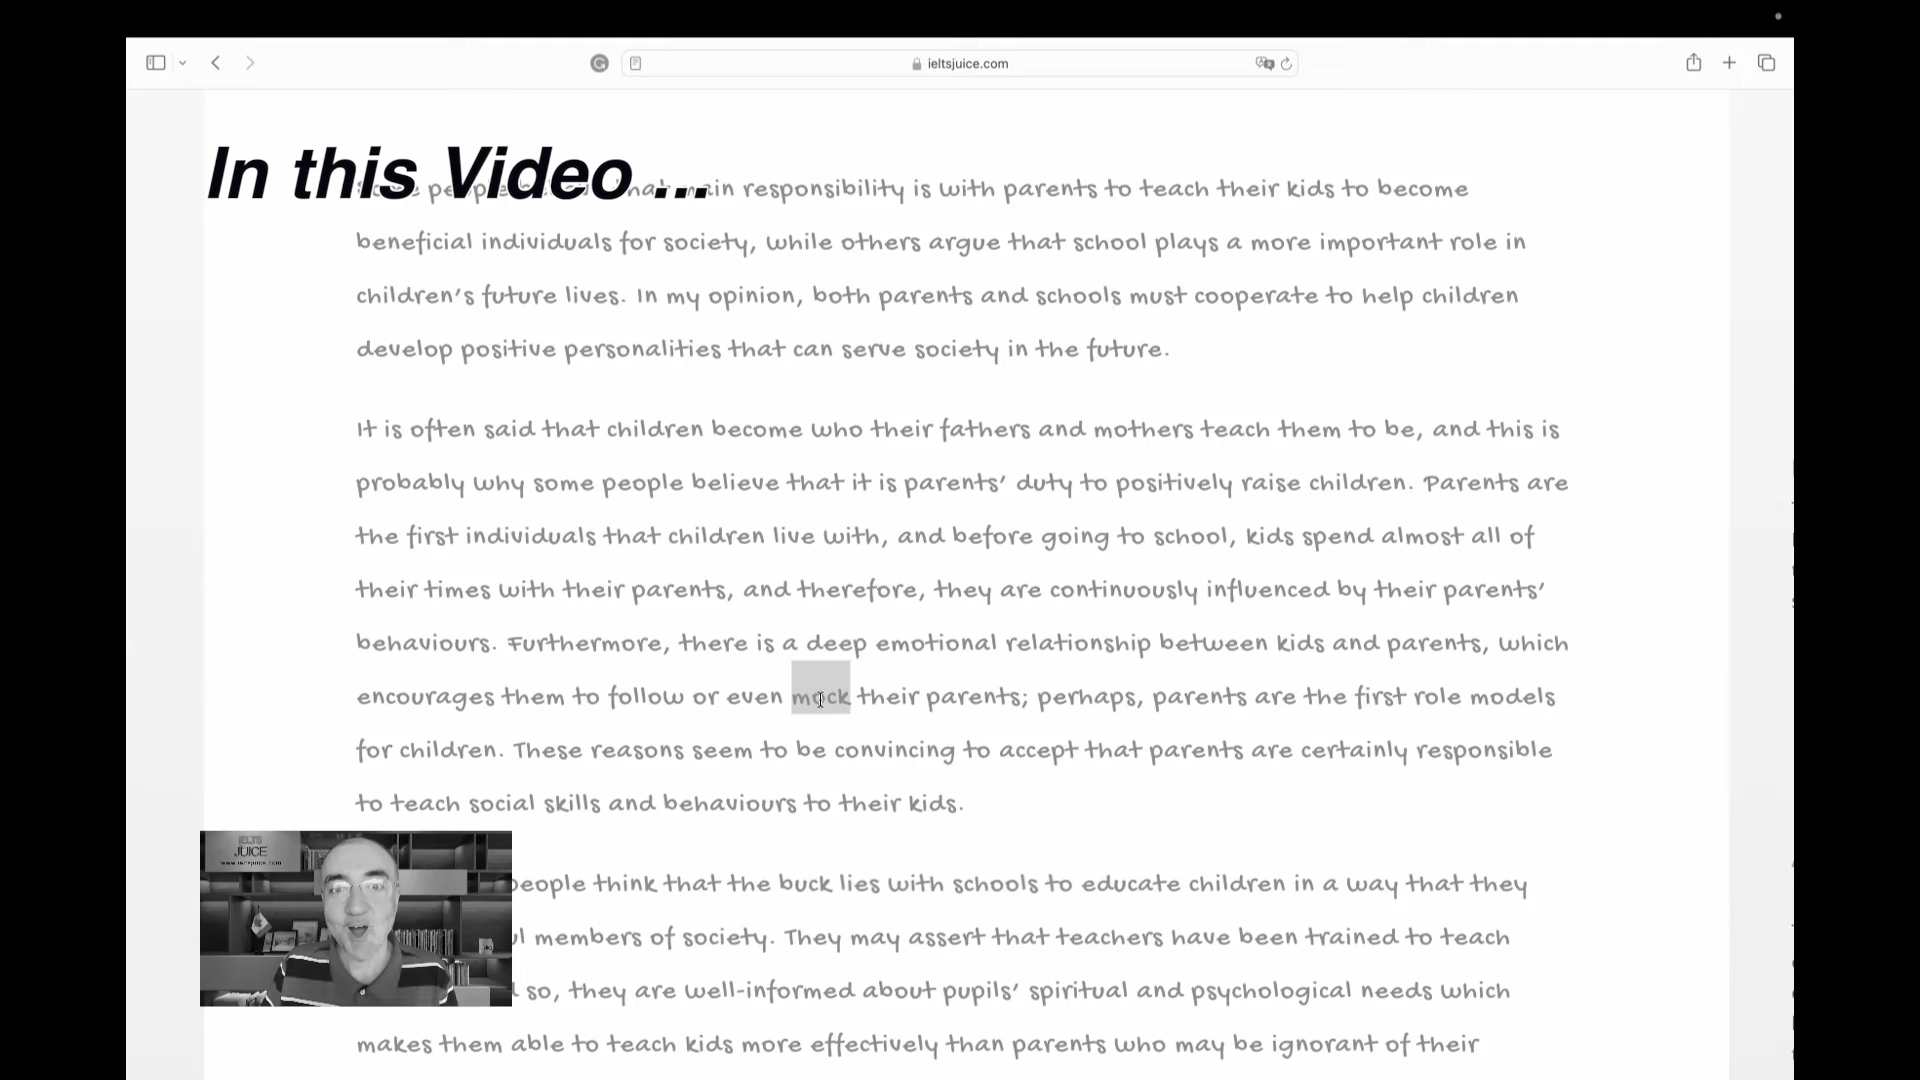 ieltsjuice.com
In this Video ...
main responsibility is with parents to teach their kids to become
beneficial individuals for society, while others argue that school plays a more important role in
children's future lives. In my opinion, both parents and schools must cooperate to help children
develop positive personalities that can serve society in the future.
It is often said that children become who their fathers and mothers teach them to be, and this is
probably why some people believe that it is parents' duty to positively raise children. Parents are
the first individuals that children live with, and before going to school, kids spend almost all of
their times with their parents, and therefore, they are continuously influenced by their parents'
behaviours. Furthermore, there is a deep emotional relationship between kids and parents, which
encourages them to follow or even mock their parents; perhaps, parents are the first role models
for children. These reasons seem to be convincing to accept that parents are certainly responsible
to teach social skills and behaviours to their kids.
IELTS
JUICE
www.ieltsjuice.com
people think that the buck lies with schools to educate children in a way that they
members of society. They may assert that teachers have been trained to teach
so, they are well-informed about pupils' spiritual and psychological needs which
makes them able to teach kids more effectively than parents who may be ignorant of their